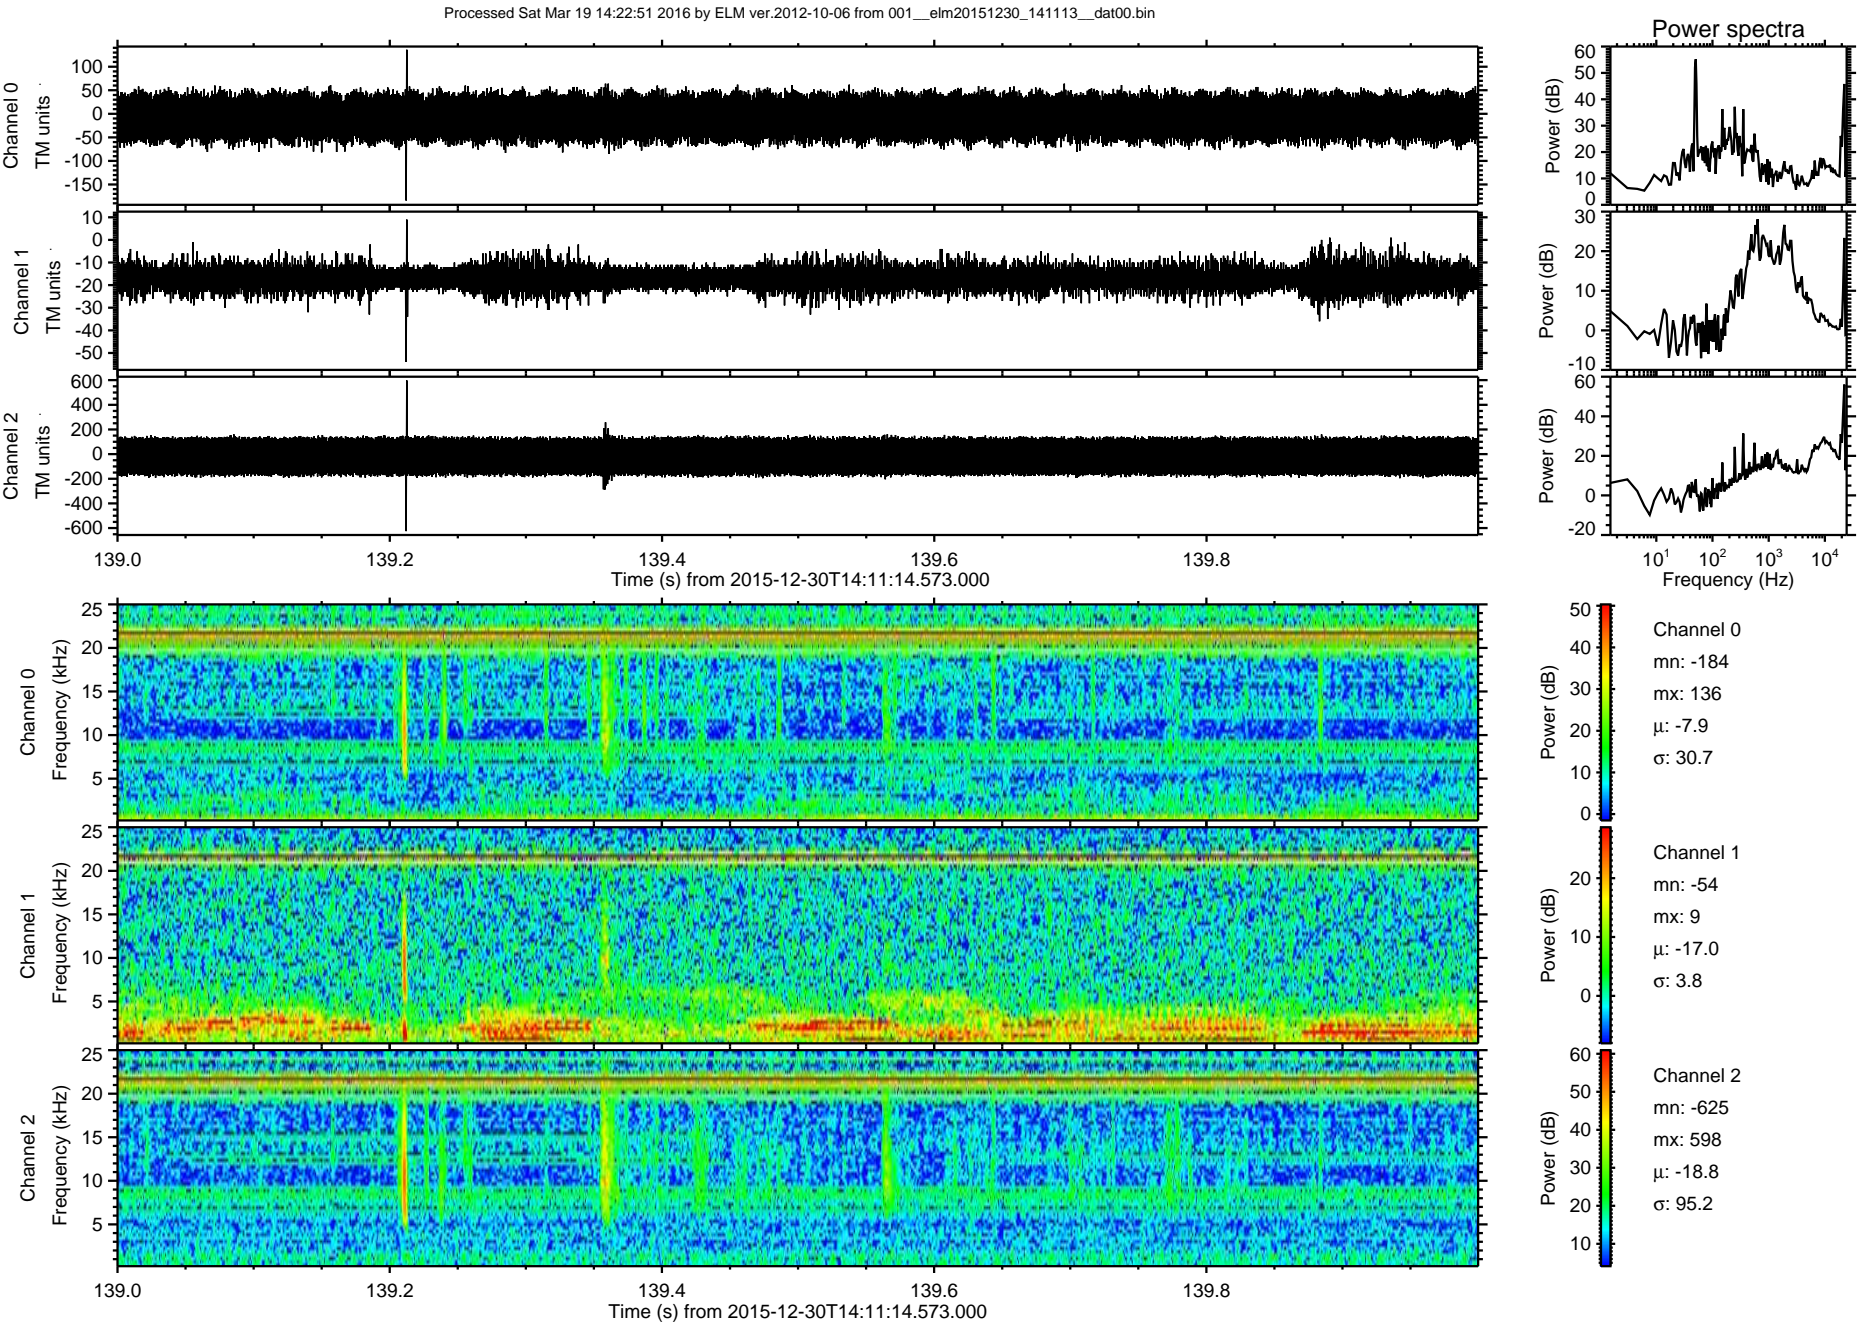 Processed Sat Mar 19 14:22:51 2016 by ELM ver.2012-10-06 from 001__elm20151230_141113__dat00.bin
Power spectra
Channel 0
TM units
100
50
0
-50
-100
-150
Power (dB)
60
50
40
30
20
10
0
Channel 1
TM units
10
0
-10
-20
-30
-40
-50
Power (dB)
30
20
10
0
-10
Channel 2
TM units
600
400
200
0
-200
-400
-600
Power (dB)
60
40
20
0
-20
139.0 139.2 139.4 139.6 139.8
Time (s) from 2015-12-30T14:11:14.573.000
10¹ 10² 10³ 10⁴
Frequency (Hz)
Channel 0
Frequency (kHz)
25
20
15
10
5
Power (dB)
50
40
30
20
10
0
Channel 0
mn: -184
mx: 136
μ: -7.9
σ: 30.7
Channel 1
Frequency (kHz)
25
20
15
10
5
Power (dB)
20
10
0
Channel 1
mn: -54
mx: 9
μ: -17.0
σ: 3.8
Channel 2
Frequency (kHz)
25
20
15
10
5
Power (dB)
60
50
40
30
20
10
Channel 2
mn: -625
mx: 598
μ: -18.8
σ: 95.2
139.0 139.2 139.4 139.6 139.8
Time (s) from 2015-12-30T14:11:14.573.000